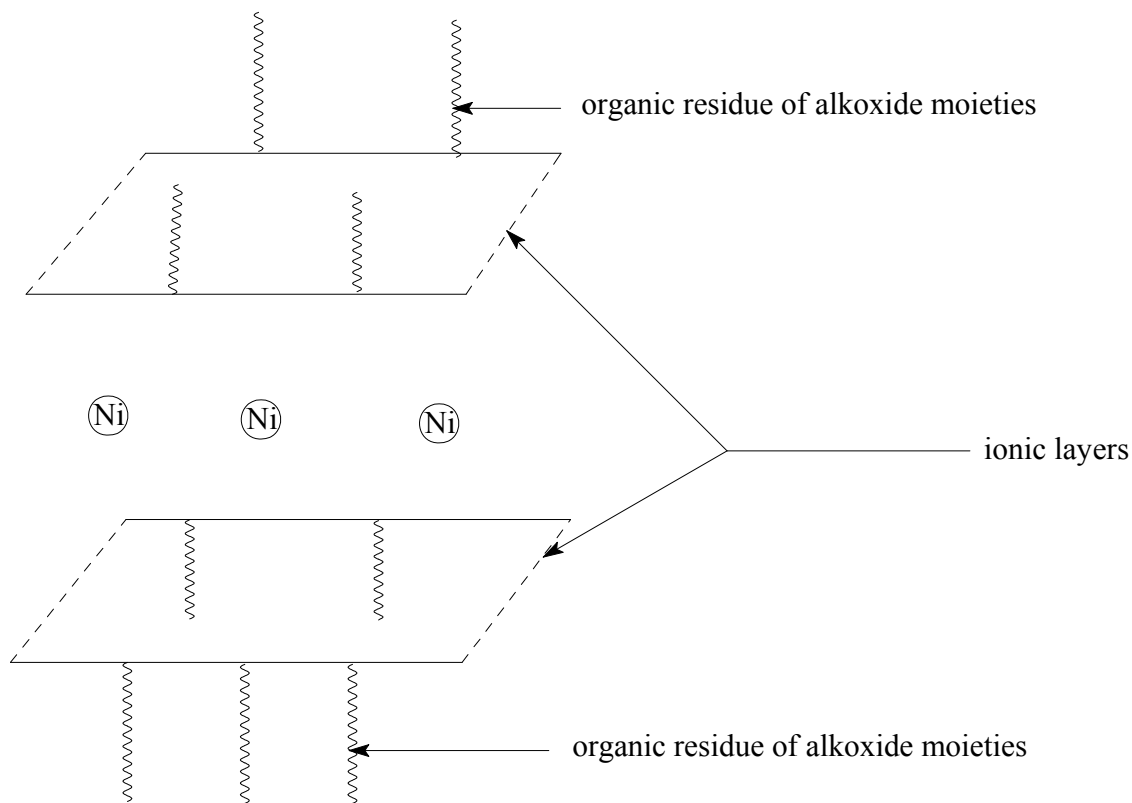 organic residue of alkoxide moieties
Ni Ni Ni
ionic layers
organic residue of alkoxide moieties